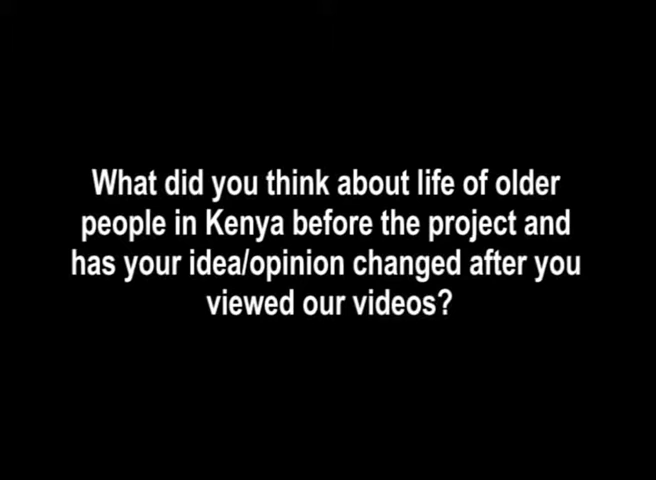 What did you think about life of older
people in Kenya before the project and
has your idea/opinion changed after you
viewed our videos?